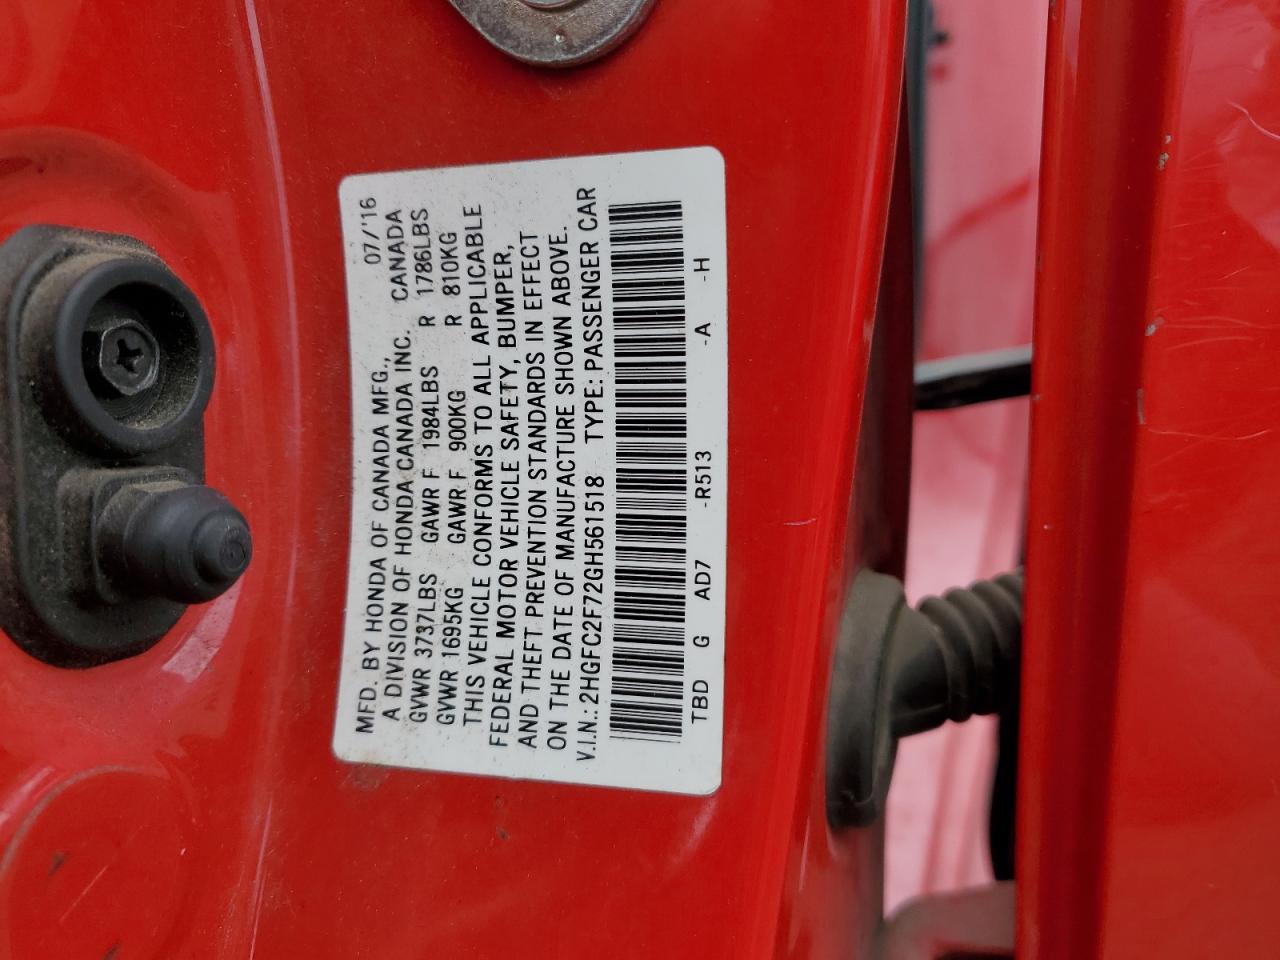 MFD. BY HONDA OF CANADA MFG., 07/'16
A DIVISION OF HONDA CANADA INC. CANADA
GVWR 3737LBS GAWR F 1984LBS R 1786LBS
GVWR 1695KG GAWR F 900KG R 810KG
THIS VEHICLE CONFORMS TO ALL APPLICABLE
FEDERAL MOTOR VEHICLE SAFETY, BUMPER,
AND THEFT PREVENTION STANDARDS IN EFFECT
ON THE DATE OF MANUFACTURE SHOWN ABOVE.
V.I.N.: 2HGFC2F72GH561518 TYPE: PASSENGER CAR
TBD G AD7 -R513 -A -H